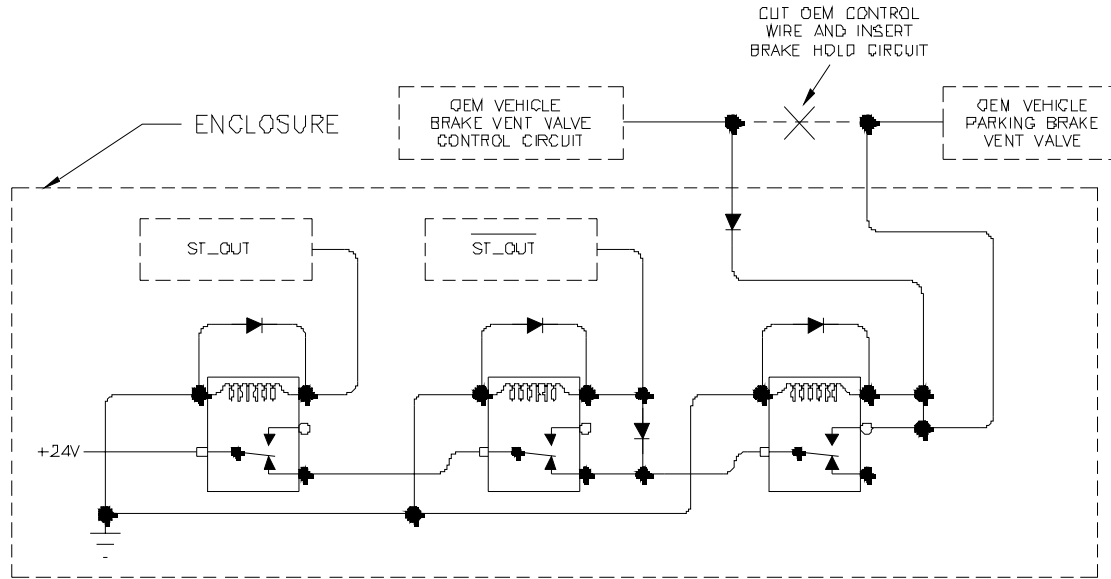 CUT OEM CONTROL
WIRE AND INSERT
BRAKE HOLD CIRCUIT
OEM VEHICLE
BRAKE VENT VALVE
CONTROL CIRCUIT
OEM VEHICLE
PARKING BRAKE
VENT VALVE
ENCLOSURE
ST_OUT
ST_OUT
+24V